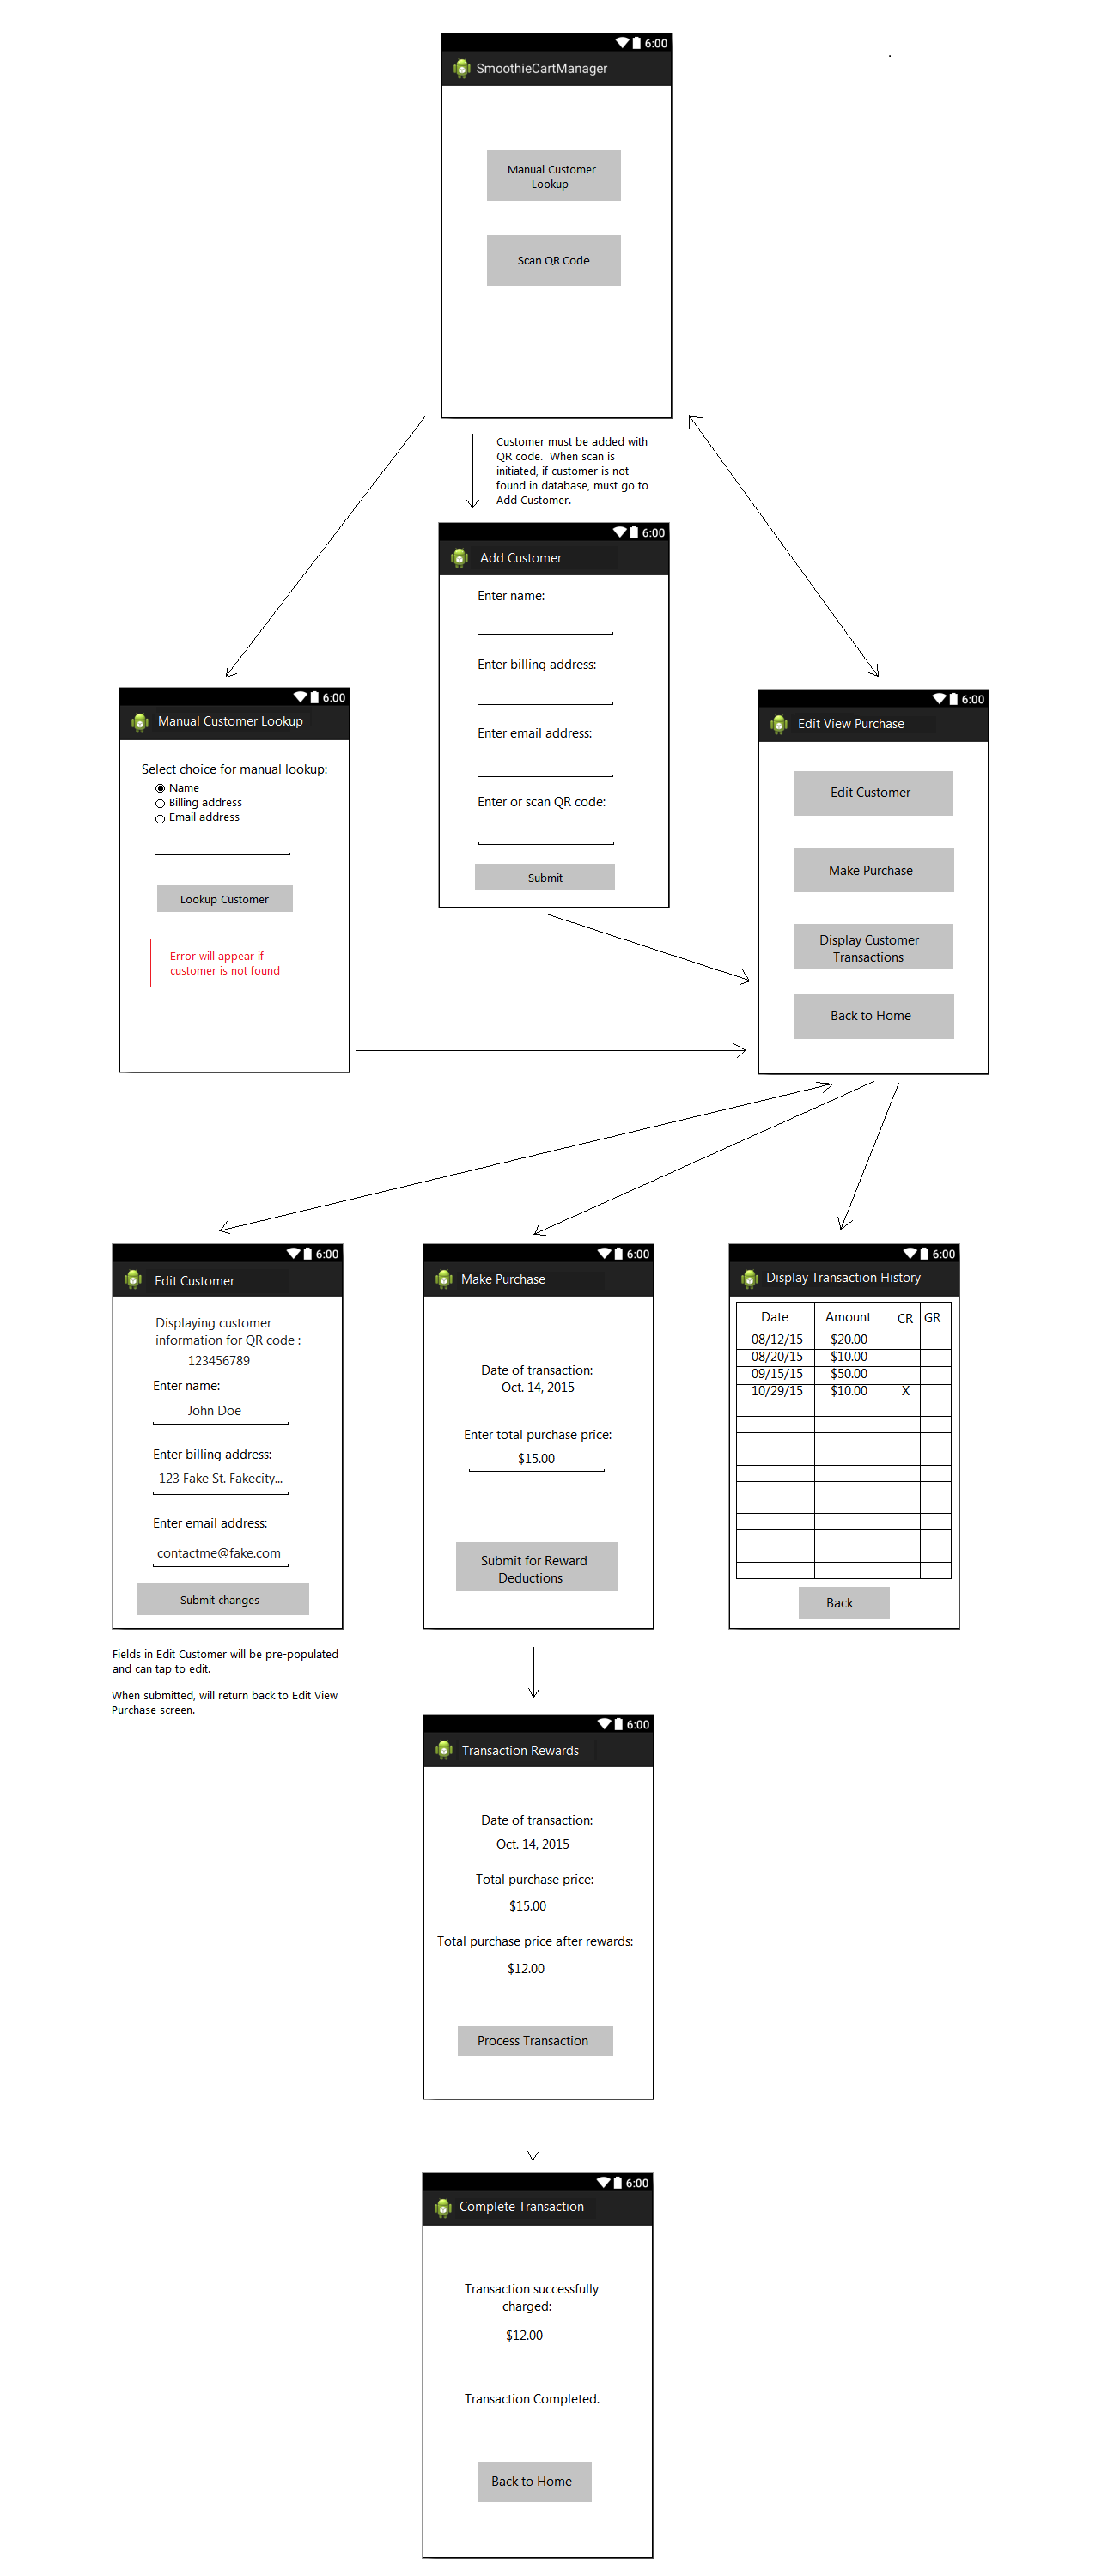 6:00
SmoothieCartManager
Manual Customer
Lookup
Scan QR Code
Customer must be added with
QR code. When scan is
initiated, if customer is not
found in database, must go to
Add Customer.
6:00
Add Customer
Enter name:
Enter billing address:
Enter email address:
Enter or scan QR code:
Submit
6:00
Manual Customer Lookup
Select choice for manual lookup:
Name
Billing address
Email address
Lookup Customer
Error will appear if
customer is not found
6:00
Edit View Purchase
Edit Customer
Make Purchase
Display Customer
Transactions
Back to Home
6:00
Edit Customer
Displaying customer
information for QR code :
123456789
Enter name:
John Doe
Enter billing address:
123 Fake St. Fakecity...
Enter email address:
contactme@fake.com
Submit changes
Fields in Edit Customer will be pre-populated
and can tap to edit.
When submitted, will return back to Edit View
Purchase screen.
6:00
Make Purchase
Date of transaction:
Oct. 14, 2015
Enter total purchase price:
$15.00
Submit for Reward
Deductions
6:00
Display Transaction History
Date Amount CR GR
08/12/15 $20.00
08/20/15 $10.00
09/15/15 $50.00
10/29/15 $10.00 X
Back
6:00
Transaction Rewards
Date of transaction:
Oct. 14, 2015
Total purchase price:
$15.00
Total purchase price after rewards:
$12.00
Process Transaction
6:00
Complete Transaction
Transaction successfully
charged:
$12.00
Transaction Completed.
Back to Home